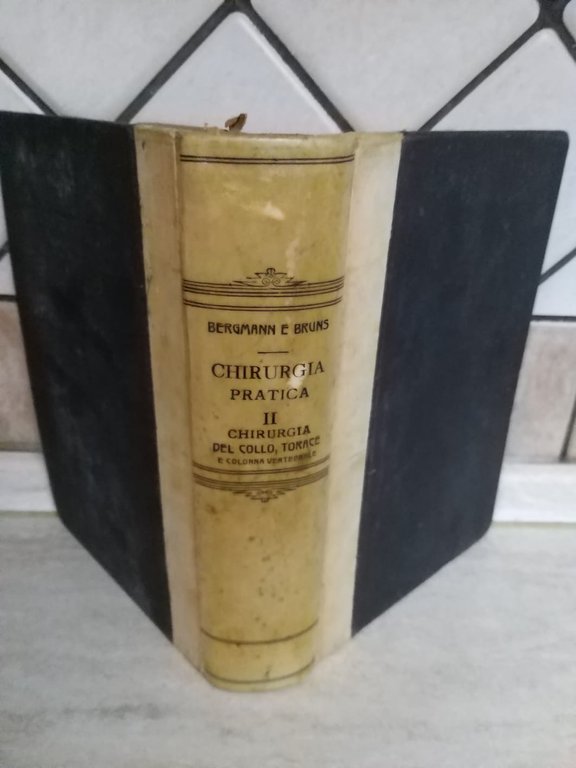 BERGMANN E BRUNS
CHIRURGIA
PRATICA
II
CHIRURGIA
DEL COLLO, TORACE
E COLONNA VERTEBRALE